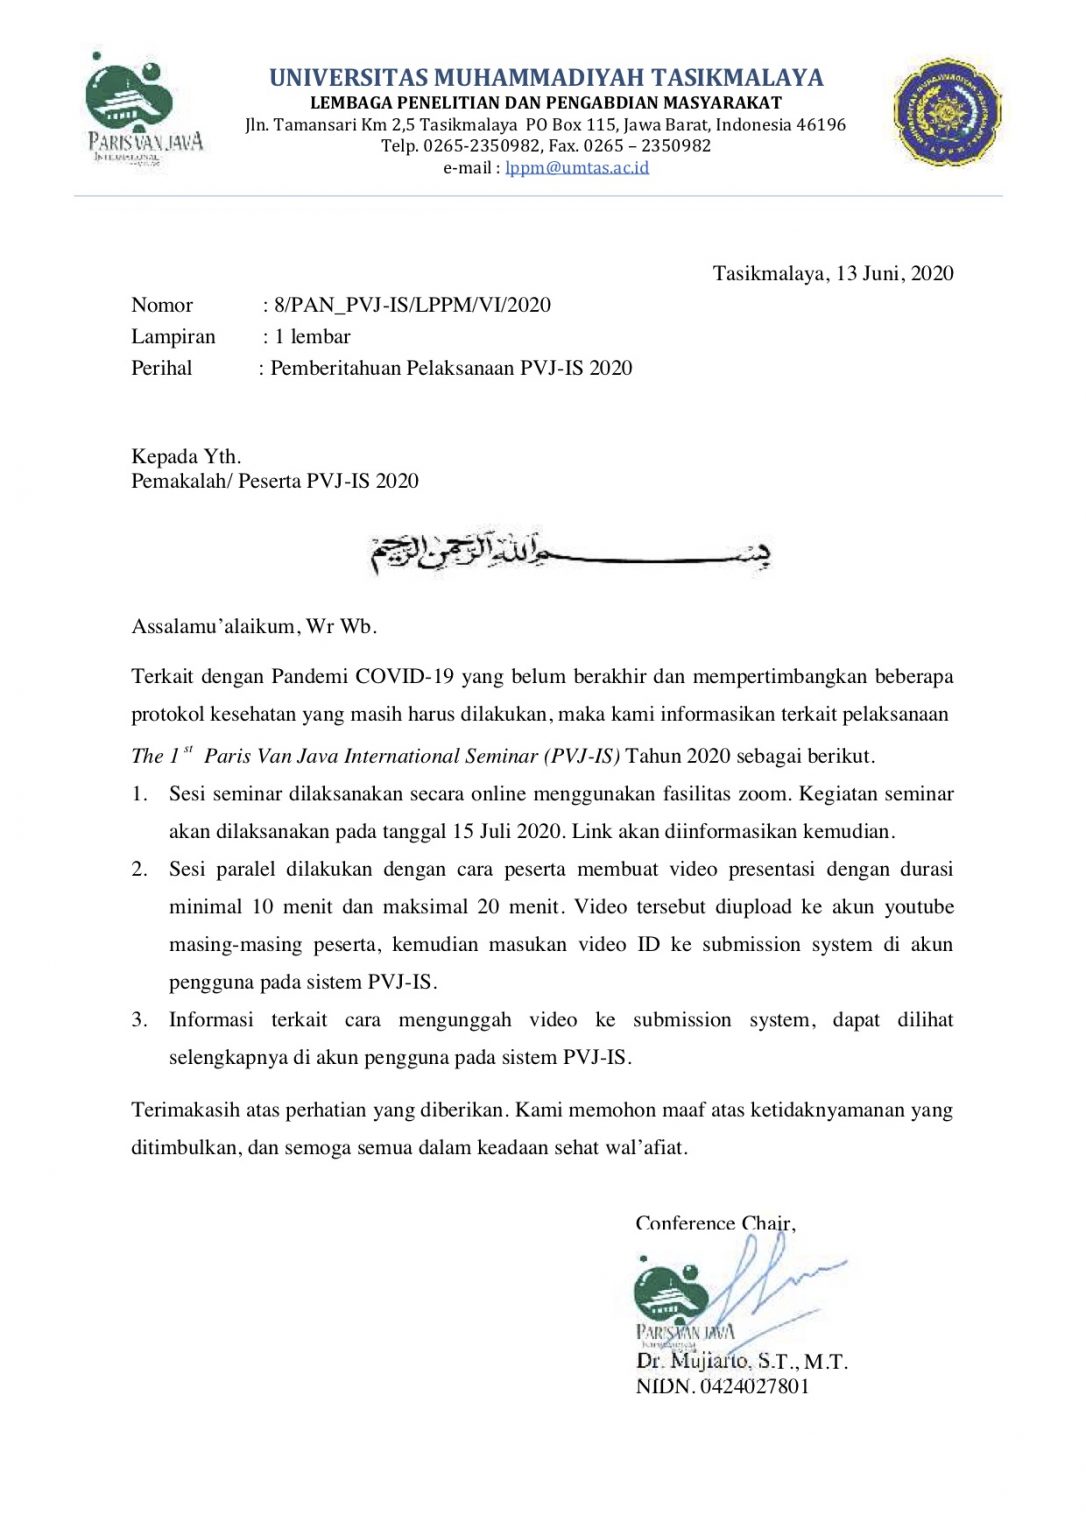 PARIS VAN JAVA
INTERNATIONAL
UNIVERSITAS MUHAMMADIYAH TASIKMALAYA
LEMBAGA PENELITIAN DAN PENGABDIAN MASYARAKAT
Jln. Tamansari Km 2,5 Tasikmalaya PO Box 115, Jawa Barat, Indonesia 46196
Telp. 0265-2350982, Fax. 0265 – 2350982
e-mail : lppm@umtas.ac.id
UNIVERSITAS MUHAMMADIYAH TASIKMALAYA
L P P M
Tasikmalaya, 13 Juni, 2020
Nomor : 8/PAN_PVJ-IS/LPPM/VI/2020
Lampiran : 1 lembar
Perihal : Pemberitahuan Pelaksanaan PVJ-IS 2020
Kepada Yth.
Pemakalah/ Peserta PVJ-IS 2020
بِسْمِ اللَّهِ الرَّحْمَنِ الرَّحِيمِ
Assalamu’alaikum, Wr Wb.
Terkait dengan Pandemi COVID-19 yang belum berakhir dan mempertimbangkan beberapa
protokol kesehatan yang masih harus dilakukan, maka kami informasikan terkait pelaksanaan
The 1st Paris Van Java International Seminar (PVJ-IS) Tahun 2020 sebagai berikut.
1. Sesi seminar dilaksanakan secara online menggunakan fasilitas zoom. Kegiatan seminar
akan dilaksanakan pada tanggal 15 Juli 2020. Link akan diinformasikan kemudian.
2. Sesi paralel dilakukan dengan cara peserta membuat video presentasi dengan durasi
minimal 10 menit dan maksimal 20 menit. Video tersebut diupload ke akun youtube
masing-masing peserta, kemudian masukan video ID ke submission system di akun
pengguna pada sistem PVJ-IS.
3. Informasi terkait cara mengunggah video ke submission system, dapat dilihat
selengkapnya di akun pengguna pada sistem PVJ-IS.
Terimakasih atas perhatian yang diberikan. Kami memohon maaf atas ketidaknyamanan yang
ditimbulkan, dan semoga semua dalam keadaan sehat wal’afiat.
Conference Chair,
PARIS VAN JAVA
Dr. Mujiarto, S.T., M.T.
NIDN. 0424027801